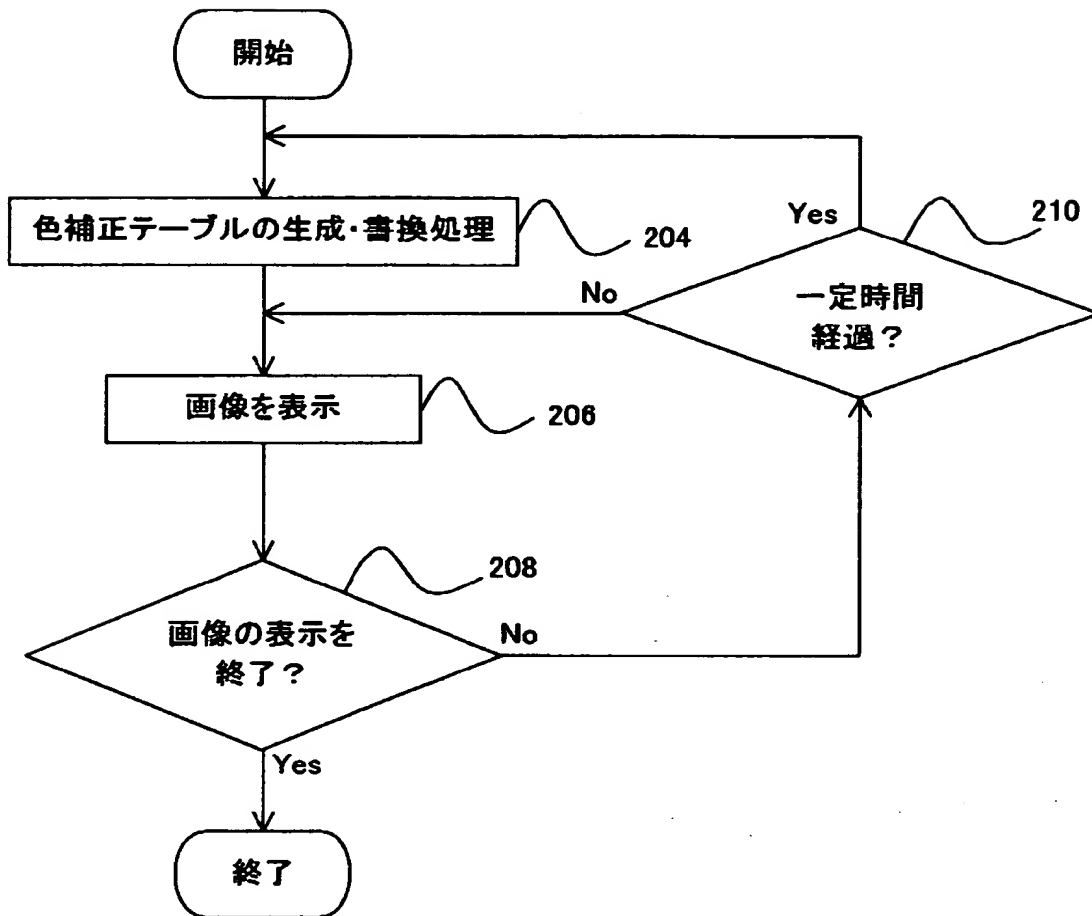 開始
色補正テーブルの生成・書換処理
204
Yes
210
No
一定時間
経過？
画像を表示
206
208
画像の表示を
終了？
No
Yes
終了